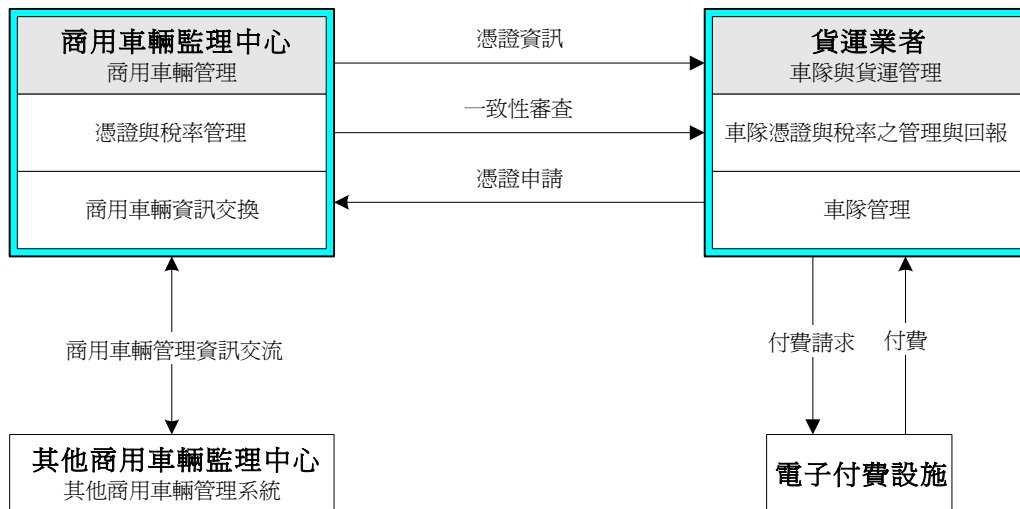 商用車輛監理中心
商用車輛管理
憑證與稅率管理
商用車輛資訊交換
憑證資訊
一致性審查
憑證申請
貨運業者
車隊與貨運管理
車隊憑證與稅率之管理與回報
車隊管理
商用車輛管理資訊交流
付費請求
付費
其他商用車輛監理中心
其他商用車輛管理系統
電子付費設施